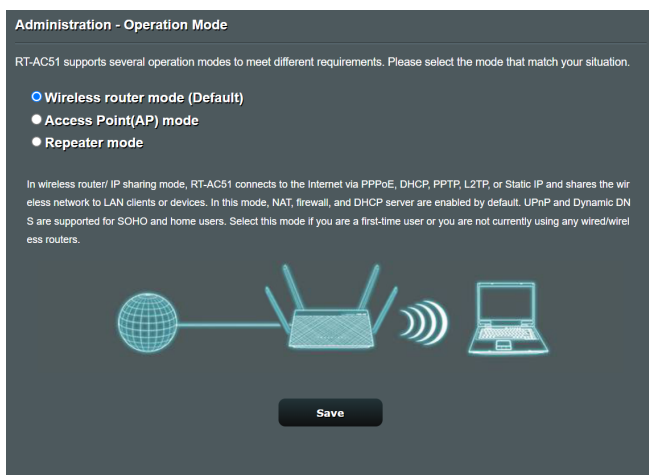 Administration - Operation Mode
RT-AC51 supports several operation modes to meet different requirements. Please select the mode that match your situation.
Wireless router mode (Default)
Access Point(AP) mode
Repeater mode
In wireless router/ IP sharing mode, RT-AC51 connects to the Internet via PPPoE, DHCP, PPTP, L2TP, or Static IP and shares the wir
eless network to LAN clients or devices. In this mode, NAT, firewall, and DHCP server are enabled by default. UPnP and Dynamic DN
S are supported for SOHO and home users. Select this mode if you are a first-time user or you are not currently using any wired/wirel
ess routers.
Save